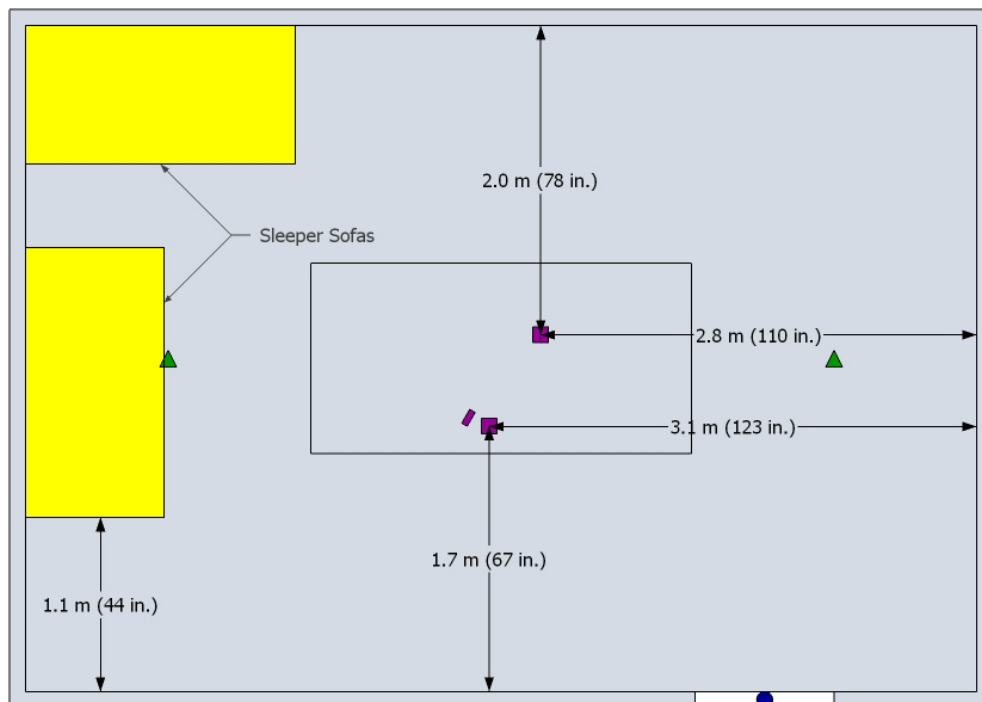 2.0 m (78 in.)
Sleeper Sofas
2.8 m (110 in.)
3.1 m (123 in.)
1.7 m (67 in.)
1.1 m (44 in.)